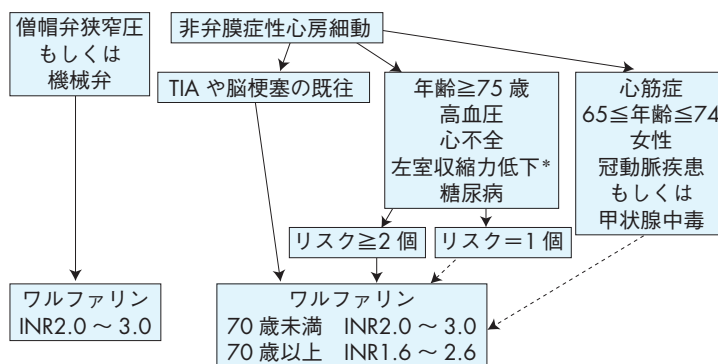 僧帽弁狭窄圧
もしくは
機械弁
非弁膜症性心房細動
TIA や脳梗塞の既往
年齢≧75 歳
高血圧
心不全
左室収縮力低下*
糖尿病
心筋症
65≦年齢≦74
女性
冠動脈疾患
もしくは
甲状腺中毒
リスク≧2 個
リスク＝1 個
ワルファリン
INR2.0 ～ 3.0
ワルファリン
70 歳未満 INR2.0 ～ 3.0
70 歳以上 INR1.6 ～ 2.6